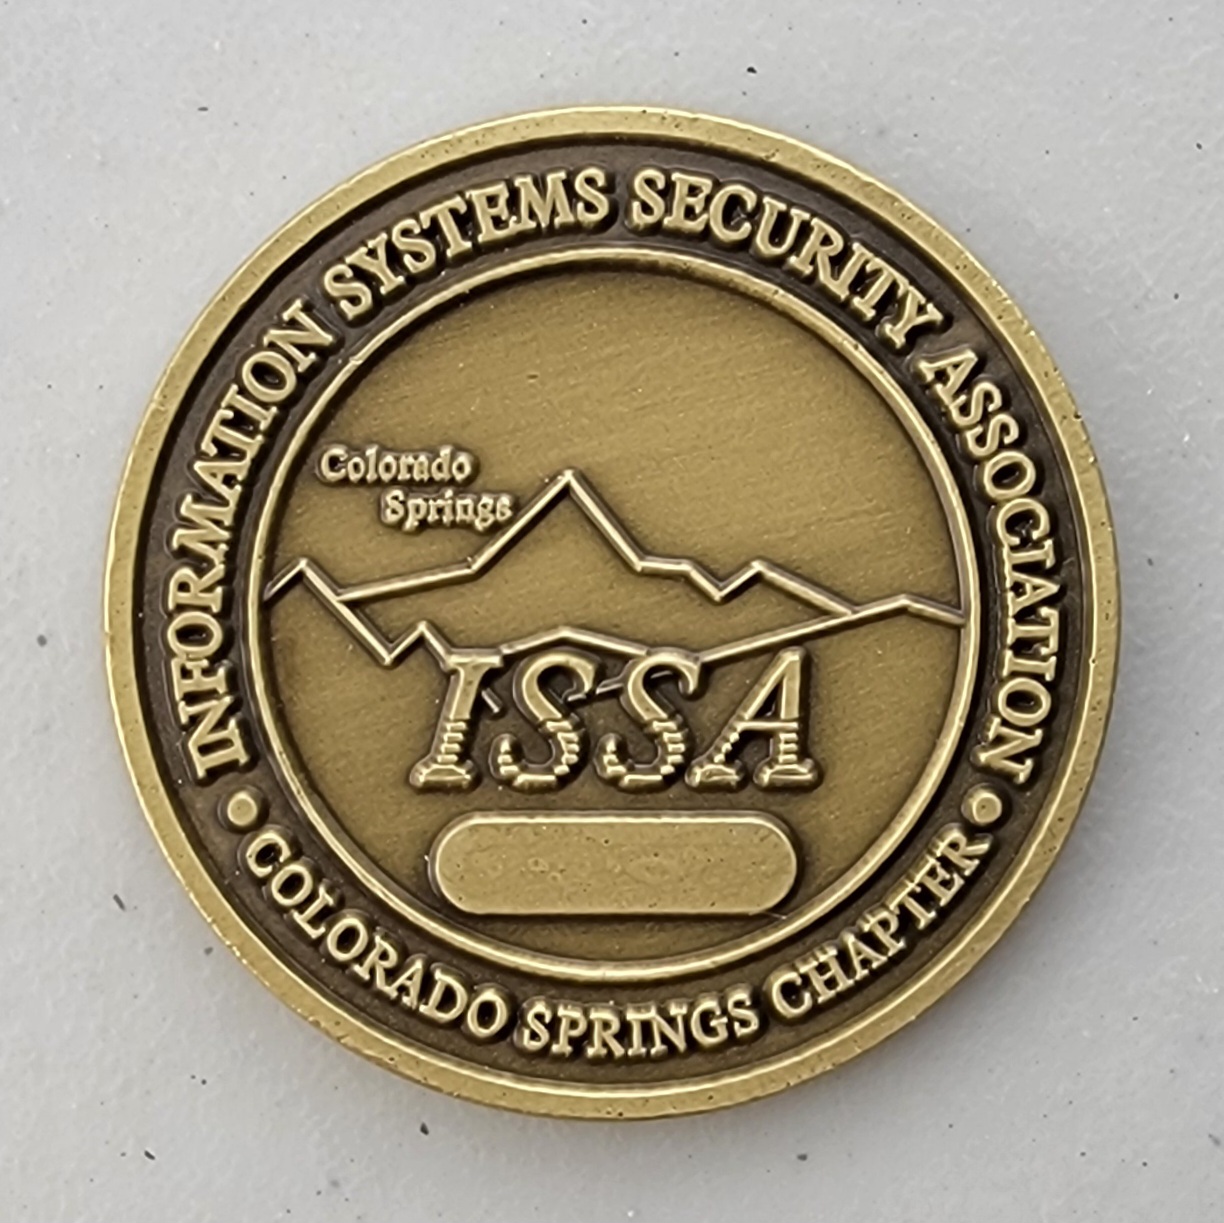 INFORMATION SYSTEMS SECURITY ASSOCIATION
Colorado
Springs
ISSA
• COLORADO SPRINGS CHAPTER •